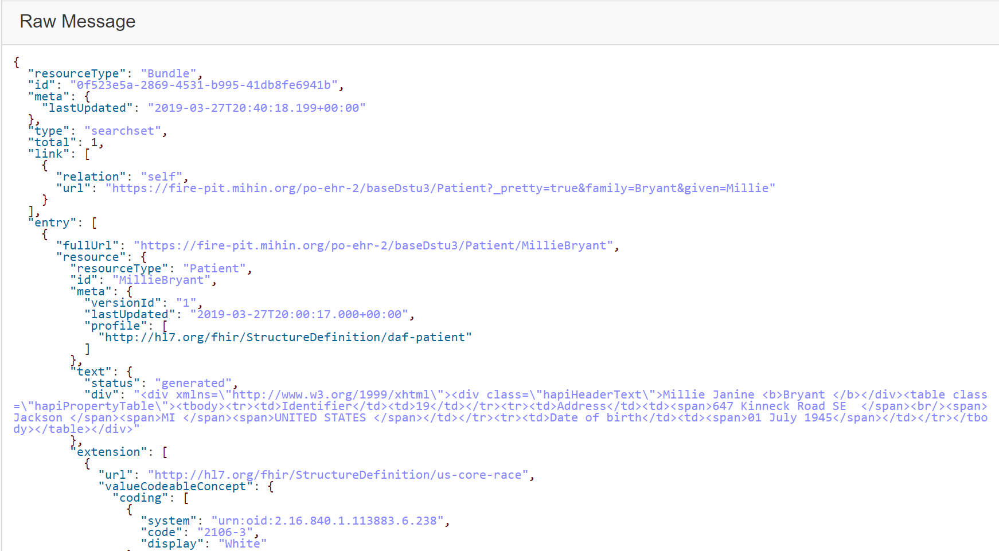 Raw Message
{
"resourceType": "Bundle",
"id": "0f523e5a-2869-4531-b995-41db8fe6941b",
"meta": {
"lastUpdated": "2019-03-27T20:40:18.199+00:00"
},
"type": "searchset",
"total": 1,
"link": [
{
"relation": "self",
"url": "https://fire-pit.mihin.org/po-ehr-2/baseDstu3/Patient?_pretty=true&family=Bryant&given=Millie"
}
],
"entry": [
{
"fullUrl": "https://fire-pit.mihin.org/po-ehr-2/baseDstu3/Patient/MillieBryant",
"resource": {
"resourceType": "Patient",
"id": "MillieBryant",
"meta": {
"versionId": "1",
"lastUpdated": "2019-03-27T20:00:17.000+00:00",
"profile": [
"http://hl7.org/fhir/StructureDefinition/daf-patient"
]
},
"text": {
"status": "generated",
"div": "<div xmlns=\"http://www.w3.org/1999/xhtml\"><div class=\"hapiHeaderText\">Millie Janine <b>Bryant </b></div><table class
=\"hapiPropertyTable\"><tbody><tr><td>Identifier</td><td>19</td></tr><tr><td>Address</td><td><span>647 Kinneck Road SE  </span><br/><span>
Jackson </span><span>MI </span><span>UNITED STATES </span></td></tr><tr><td>Date of birth</td><td><span>01 July 1945</span></td></tr></tbo
dy></table></div>"
},
"extension": [
{
"url": "http://hl7.org/fhir/StructureDefinition/us-core-race",
"valueCodeableConcept": {
"coding": [
{
"system": "urn:oid:2.16.840.1.113883.6.238",
"code": "2106-3",
"display": "White"